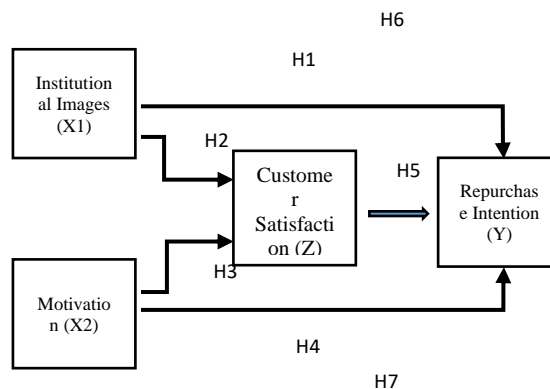 H6
H1
Institution
al Images
(X1)
H2
Custome
r
Satisfacti
on (Z)
H5
Repurchas
e Intention
(Y)
H3
Motivatio
n (X2)
H4
H7